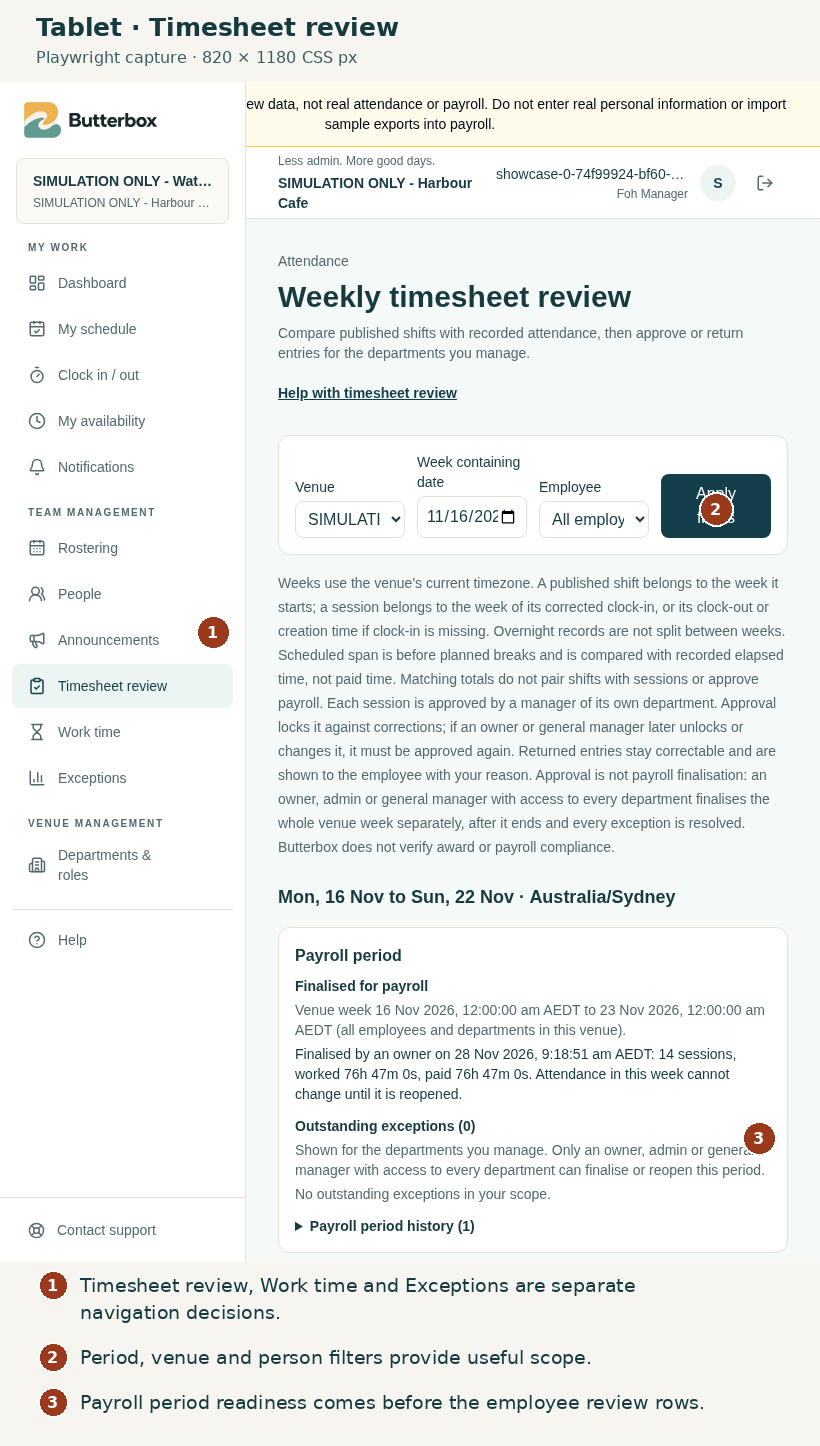 Tablet · Timesheet review
Playwright capture · 820 × 1180 CSS px
Butterbox
ew data, not real attendance or payroll. Do not enter real personal information or import
sample exports into payroll.
SIMULATION ONLY - Wat...
SIMULATION ONLY - Harbour ...
Less admin. More good days.
SIMULATION ONLY - Harbour
Cafe
showcase-0-74f99924-bf60-...
Foh Manager
S
MY WORK
Dashboard
My schedule
Clock in / out
My availability
Notifications
TEAM MANAGEMENT
Rostering
People
Announcements
1
Timesheet review
Work time
Exceptions
VENUE MANAGEMENT
Departments &
roles
Help
Contact support
Attendance
Weekly timesheet review
Compare published shifts with recorded attendance, then approve or return
entries for the departments you manage.
Help with timesheet review
Venue
SIMULATI
Week containing
date
11/16/202
Employee
All employ
2
Weeks use the venue's current timezone. A published shift belongs to the week it
starts; a session belongs to the week of its corrected clock-in, or its clock-out or
creation time if clock-in is missing. Overnight records are not split between weeks.
Scheduled span is before planned breaks and is compared with recorded elapsed
time, not paid time. Matching totals do not pair shifts with sessions or approve
payroll. Each session is approved by a manager of its own department. Approval
locks it against corrections; if an owner or general manager later unlocks or
changes it, it must be approved again. Returned entries stay correctable and are
shown to the employee with your reason. Approval is not payroll finalisation: an
owner, admin or general manager with access to every department finalises the
whole venue week separately, after it ends and every exception is resolved.
Butterbox does not verify award or payroll compliance.
Mon, 16 Nov to Sun, 22 Nov · Australia/Sydney
Payroll period
Finalised for payroll
Venue week 16 Nov 2026, 12:00:00 am AEDT to 23 Nov 2026, 12:00:00 am
AEDT (all employees and departments in this venue).
Finalised by an owner on 28 Nov 2026, 9:18:51 am AEDT: 14 sessions,
worked 76h 47m 0s, paid 76h 47m 0s. Attendance in this week cannot
change until it is reopened.
Outstanding exceptions (0)
3
Shown for the departments you manage. Only an owner, admin or general
manager with access to every department can finalise or reopen this period.
No outstanding exceptions in your scope.
Payroll period history (1)
1 Timesheet review, Work time and Exceptions are separate
navigation decisions.
2 Period, venue and person filters provide useful scope.
3 Payroll period readiness comes before the employee review rows.